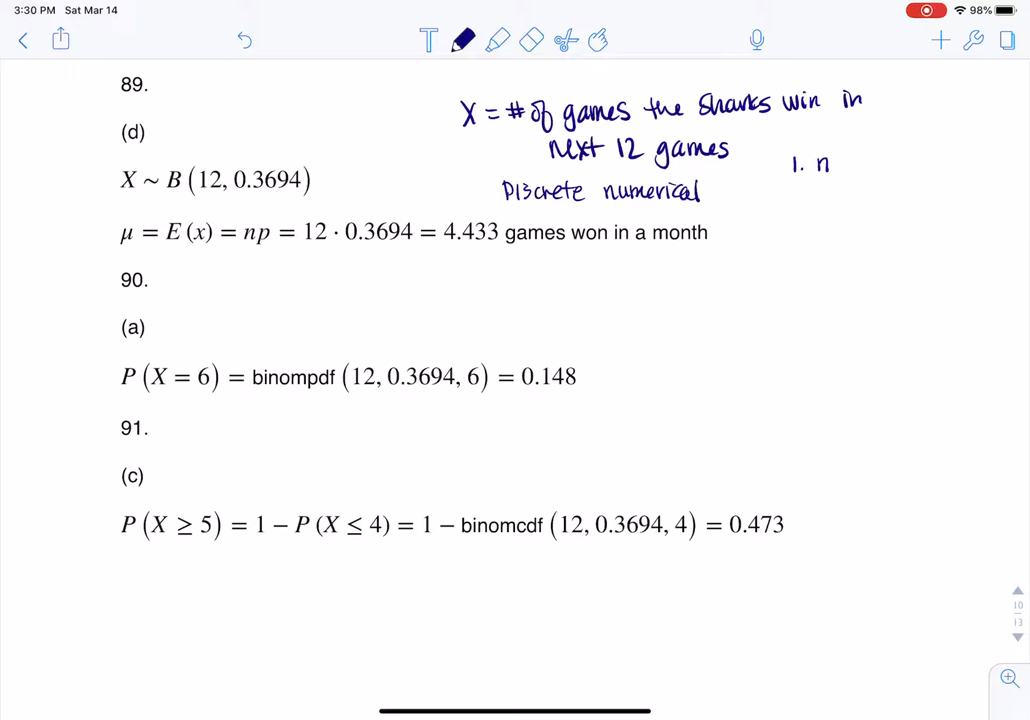 3:30 PM Sat Mar 14
98%
T
89.
X = # of games the Sharks win in
(d)
next 12 games
1. n
X ∼ B (12, 0.3694)
Discrete numerical
μ = E (x) = np = 12 · 0.3694 = 4.433 games won in a month
90.
(a)
P (X = 6) = binompdf (12, 0.3694, 6) = 0.148
91.
(c)
P (X ≥ 5) = 1 − P (X ≤ 4) = 1 − binomcdf (12, 0.3694, 4) = 0.473
10
13